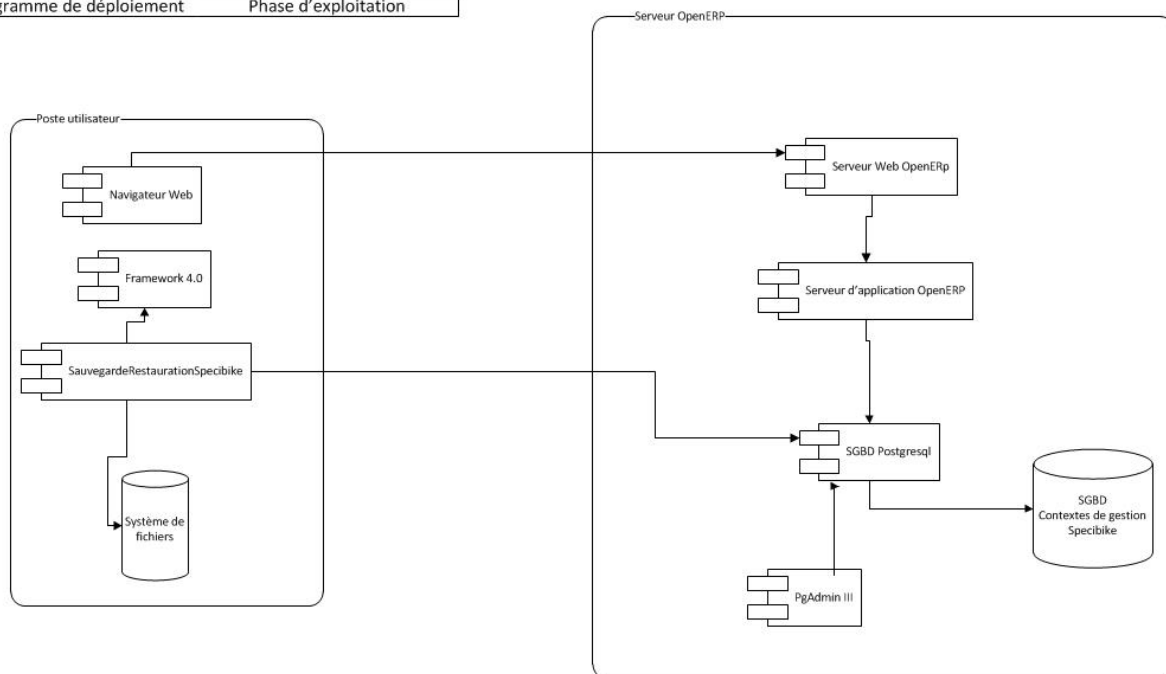 gramme de déploiement Phase d'exploitation
Serveur OpenERP
Poste utilisateur
Navigateur Web
Serveur Web OpenERp
Framework 4.0
Serveur d'application OpenERP
SauvegardeRestaurationSpecibike
SGBD Postgresql
Système de
fichiers
SGBD
Contextes de gestion
Specibike
PgAdmin III